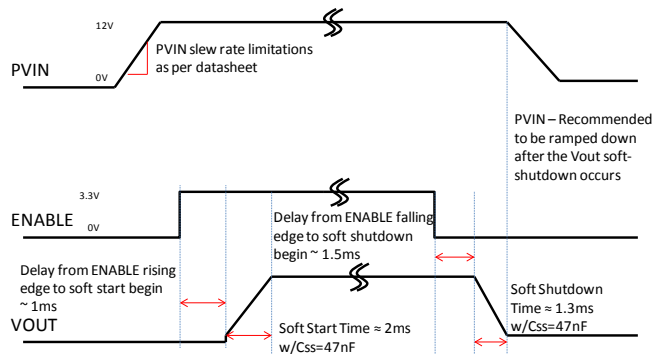 12V
PVIN slew rate limitations
as per datasheet
PVIN
0V
PVIN – Recommended
to be ramped down
after the Vout soft-
shutdown occurs
3.3V
ENABLE
0V
Delay from ENABLE falling
edge to soft shutdown
begin ~ 1.5ms
Delay from ENABLE rising
edge to soft start begin
~ 1ms
VOUT
Soft Start Time ≈ 2ms
w/Css=47nF
Soft Shutdown
Time ≈ 1.3ms
w/Css=47nF